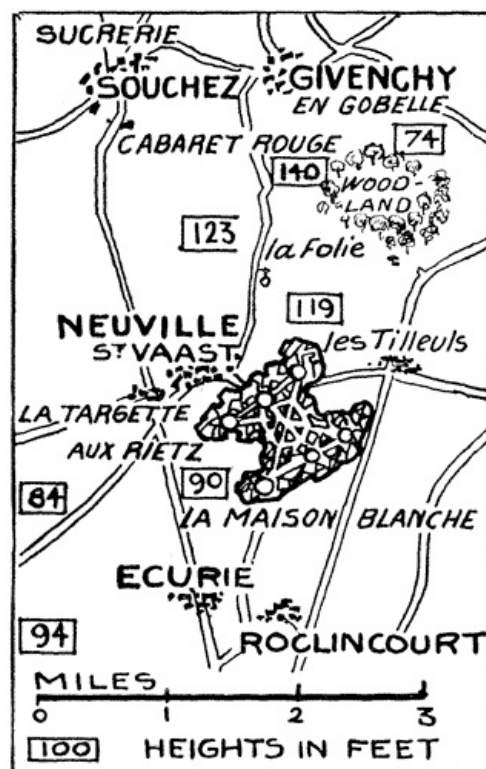 SUCRERIE
SOUCHEZ
GIVENCHY
EN GOBELLE
CABARET ROUGE
74
140
WOOD-
LAND
123
la Folie
119
NEUVILLE
ST VAAST
les Tilleuls
LA TARGETTE
AUX RIETZ
90
84
LA MAISON BLANCHE
ECURIE
94
ROCLINCOURT
MILES
0 1 2 3
100 HEIGHTS IN FEET